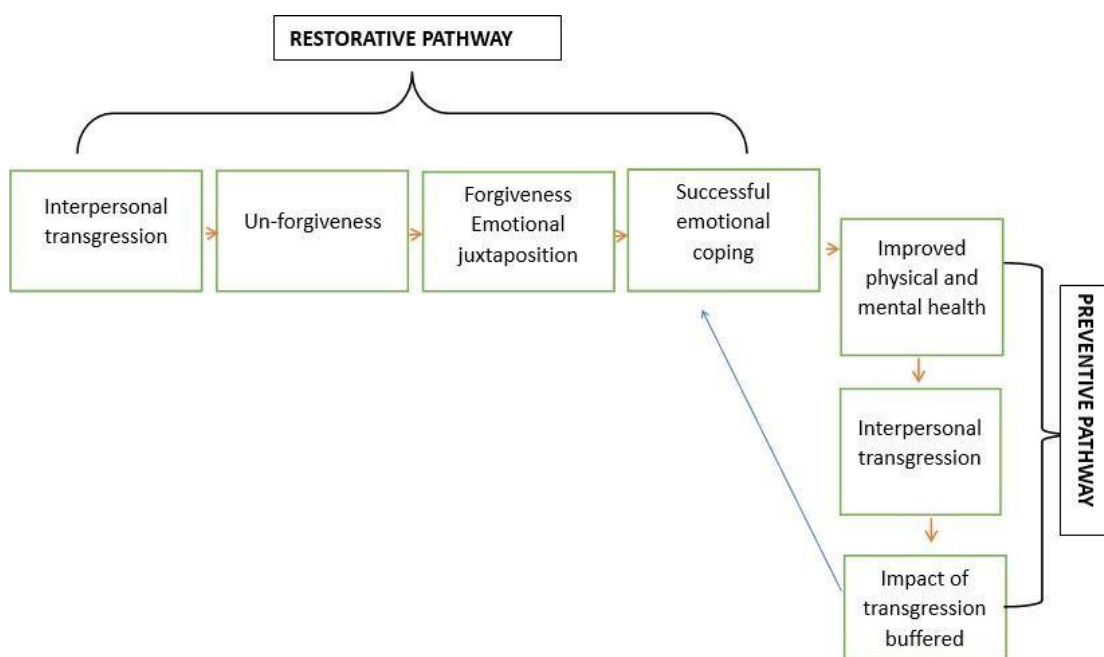 RESTORATIVE PATHWAY
Interpersonal
transgression
Un-forgiveness
Forgiveness
Emotional
juxtaposition
Successful
emotional
coping
Improved
physical and
mental health
Interpersonal
transgression
Impact of
transgression
buffered
PREVENTIVE PATHWAY